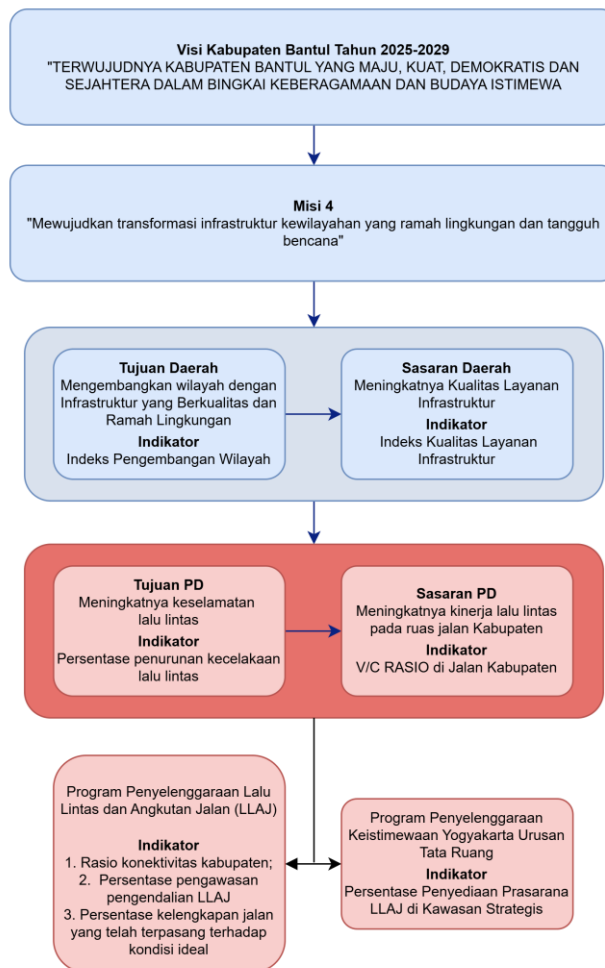 Visi Kabupaten Bantul Tahun 2025-2029
"TERWUJUDNYA KABUPATEN BANTUL YANG MAJU, KUAT, DEMOKRATIS DAN
SEJAHTERA DALAM BINGKAI KEBERAGAMAAN DAN BUDAYA ISTIMEWA
Misi 4
"Mewujudkan transformasi infrastruktur kewilayahan yang ramah lingkungan dan tangguh
bencana"
Tujuan Daerah
Mengembangkan wilayah dengan
Infrastruktur yang Berkualitas dan
Ramah Lingkungan
Indikator
Indeks Pengembangan Wilayah
Sasaran Daerah
Meningkatnya Kualitas Layanan
Infrastruktur
Indikator
Indeks Kualitas Layanan
Infrastruktur
Tujuan PD
Meningkatnya keselamatan
lalu lintas
Indikator
Persentase penurunan kecelakaan
lalu lintas
Sasaran PD
Meningkatnya kinerja lalu lintas
pada ruas jalan Kabupaten
Indikator
V/C RASIO di Jalan Kabupaten
Program Penyelenggaraan Lalu
Lintas dan Angkutan Jalan (LLAJ)
Indikator
1. Rasio konektivitas kabupaten;
2. Persentase pengawasan
pengendalian LLAJ
3. Persentase kelengkapan jalan
yang telah terpasang terhadap
kondisi ideal
Program Penyelenggaraan
Keistimewaan Yogyakarta Urusan
Tata Ruang
Indikator
Persentase Penyediaan Prasarana
LLAJ di Kawasan Strategis